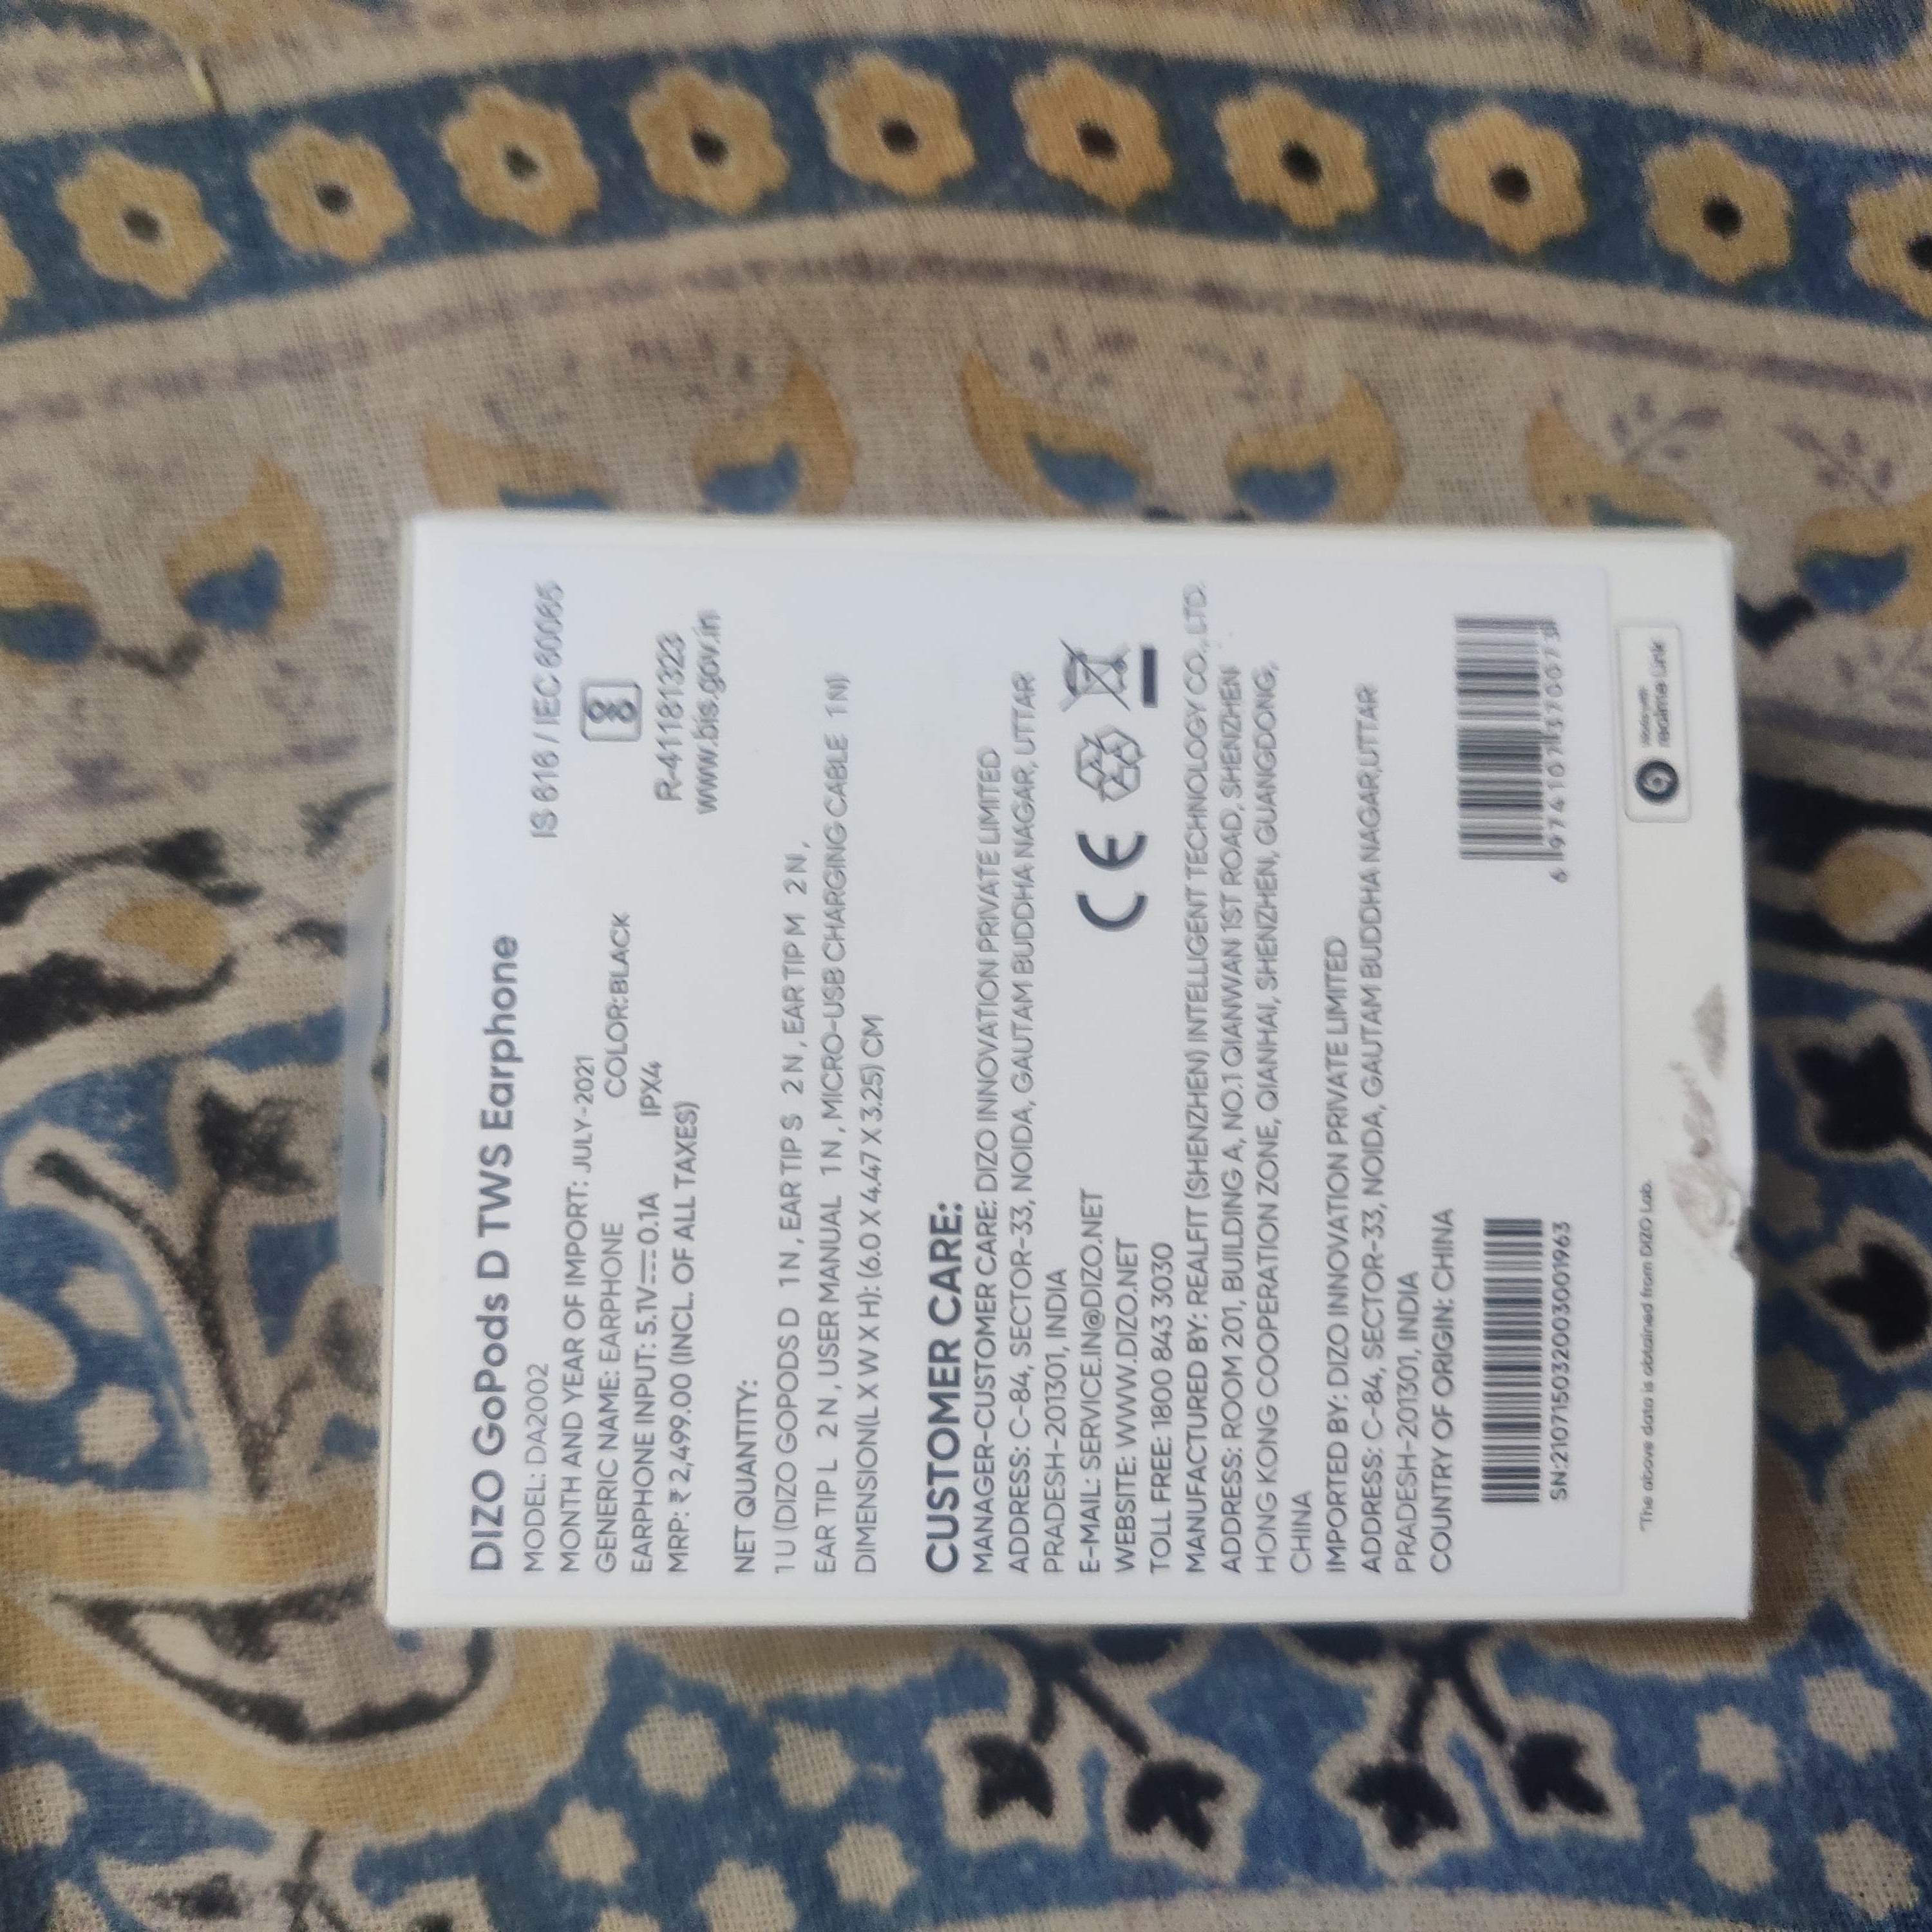 DIZO GoPods D TWS Earphone
MODEL: DA2002
MONTH AND YEAR OF IMPORT: JULY-2021
GENERIC NAME: EARPHONE COLOR:BLACK
EARPHONE INPUT: 5.1V⎓0.1A IPX4
MRP: ₹ 2,499.00 (INCL. OF ALL TAXES)
IS 616 / IEC 60065
R-41181323
www.bis.gov.in
NET QUANTITY:
1 U (DIZO GOPODS D 1 N , EAR TIP S 2 N , EAR TIP M 2 N ,
EAR TIP L 2 N , USER MANUAL 1 N , MICRO-USB CHARGING CABLE 1 N)
DIMENSION(L X W X H): (6.0 X 4.47 X 3.25) CM
CUSTOMER CARE:
MANAGER-CUSTOMER CARE: DIZO INNOVATION PRIVATE LIMITED
ADDRESS: C-84, SECTOR-33, NOIDA, GAUTAM BUDDHA NAGAR, UTTAR
PRADESH-201301, INDIA
E-MAIL: SERVICE.IN@DIZO.NET
WEBSITE: WWW.DIZO.NET
TOLL FREE: 1800 843 3030
CE
MANUFACTURED BY: REALFIT (SHENZHEN) INTELLIGENT TECHNOLOGY CO., LTD.
ADDRESS: ROOM 201, BUILDING A, NO.1 QIANWAN 1ST ROAD, SHENZHEN
HONG KONG COOPERATION ZONE, QIANHAI, SHENZHEN, GUANGDONG,
CHINA
IMPORTED BY: DIZO INNOVATION PRIVATE LIMITED
ADDRESS: C-84, SECTOR-33, NOIDA, GAUTAM BUDDHA NAGAR,UTTAR
PRADESH-201301, INDIA
COUNTRY OF ORIGIN: CHINA
SN:210715032003001963
6 974107 370073
*The above data is obtained from DIZO Lab.
Works with
realme Link